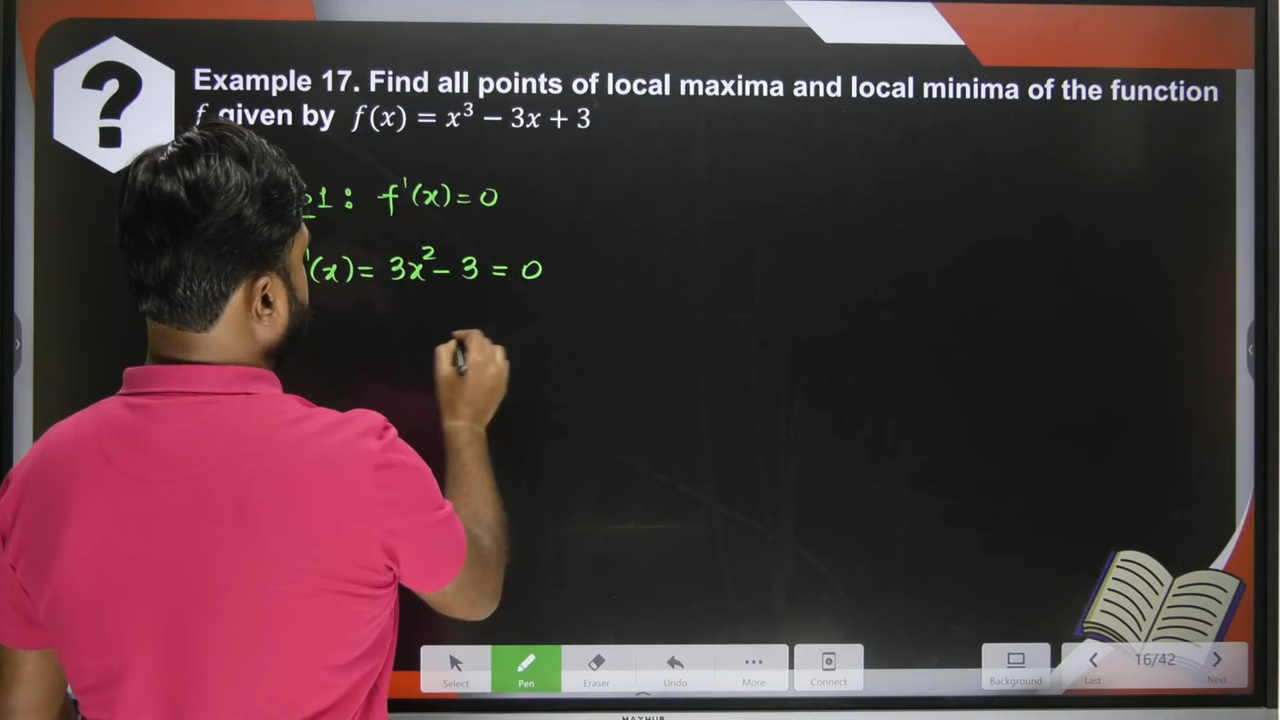 ?
Example 17. Find all points of local maxima and local minima of the function
f given by f(x) = x³ − 3x + 3
1 : f'(x) = 0
'(x) = 3x² − 3 = 0
Select Pen Eraser Undo More Connect Background Last 16/42 Next
MAXHUB